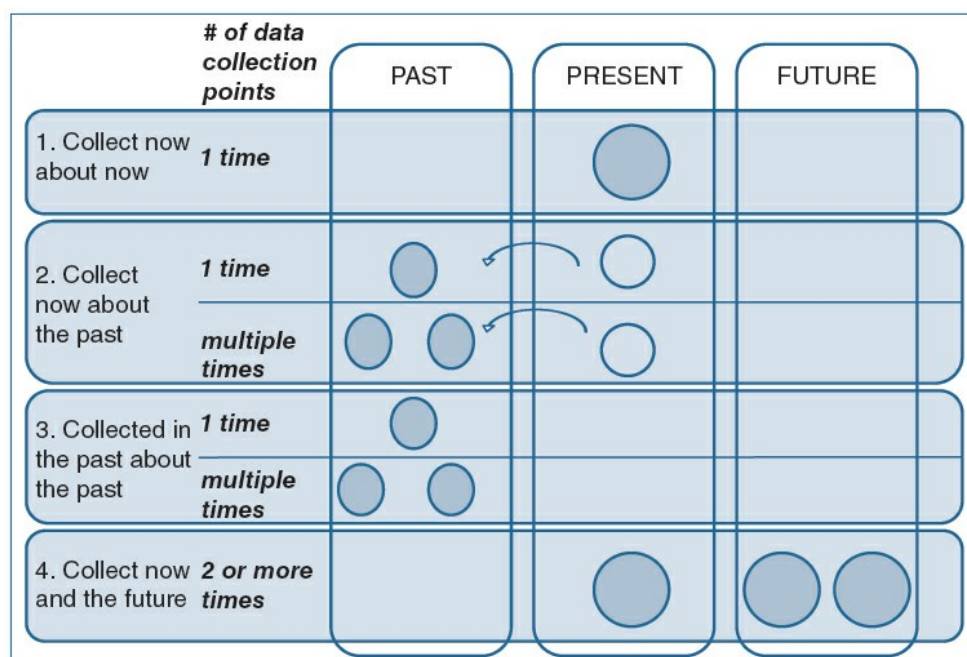 # of data
collection
points
PAST
PRESENT
FUTURE
1. Collect now
about now
1 time
2. Collect
now about
the past
1 time
multiple
times
3. Collected in
the past about
the past
1 time
multiple
times
4. Collect now
and the future
2 or more
times